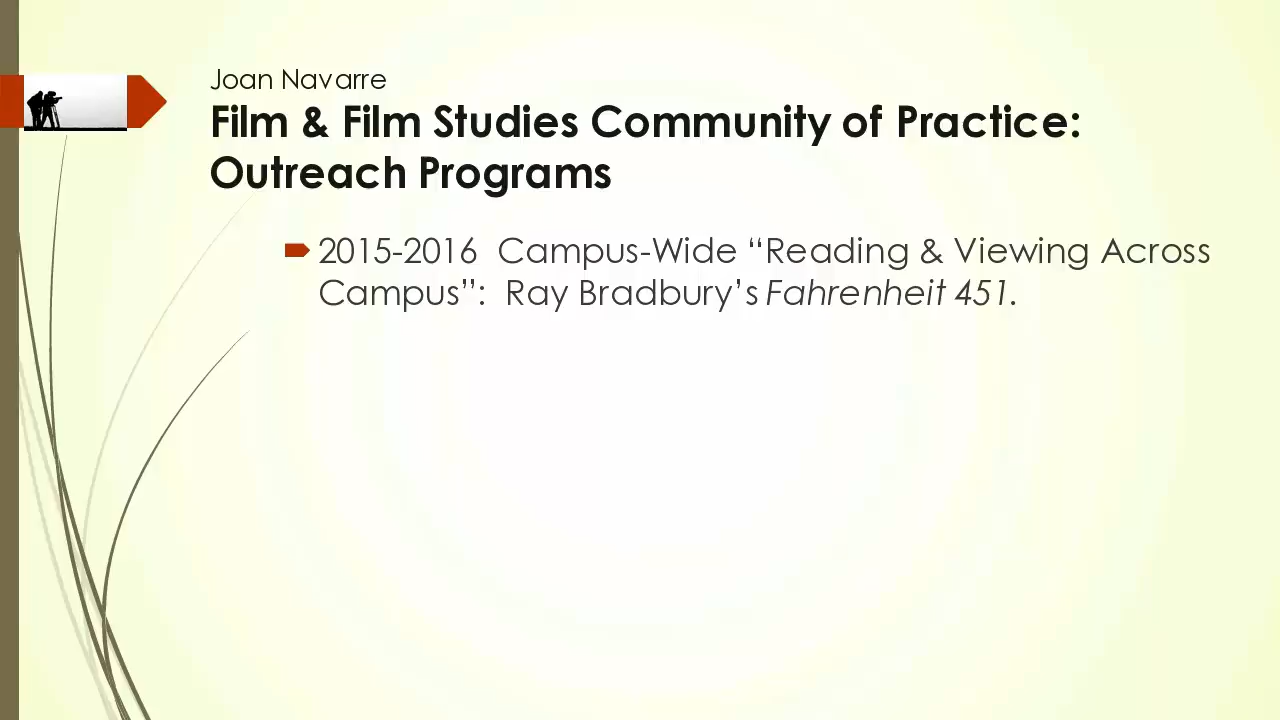 Joan Navarre
Film & Film Studies Community of Practice:
Outreach Programs
2015-2016  Campus-Wide “Reading & Viewing Across
Campus”:  Ray Bradbury’s Fahrenheit 451.